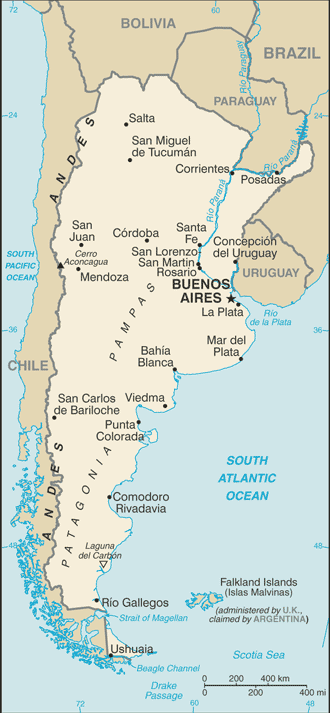 72
60
BOLIVIA
BRAZIL
PARAGUAY
Río Paraguay
24
24
Salta
San Miguel
de Tucumán
ANDES
Corrientes
Río Paraná
Posadas
Río Paraná
San
Juan
Córdoba
Santa
Fe
Concepción
del Uruguay
SOUTH
PACIFIC
OCEAN
Cerro
Aconcagua
Mendoza
San Lorenzo
San Martin
Rosario
URUGUAY
BUENOS
AIRES
La Plata
Río
de la Plata
PAMPAS
36
36
CHILE
Mar del
Plata
Bahía
Blanca
San Carlos
de Bariloche
Viedma
Punta
Colorada
ANDES
PATAGONIA
SOUTH
ATLANTIC
OCEAN
Comodoro
Rivadavia
48
48
Laguna
del Carbón
Río Gallegos
Falkland Islands
(Islas Malvinas)
(administered by U.K.,
claimed by ARGENTINA)
Strait of Magellan
Ushuaia
Beagle Channel
Scotia Sea
Drake
Passage
0 200 400 km
0 200 400 mi
72
60